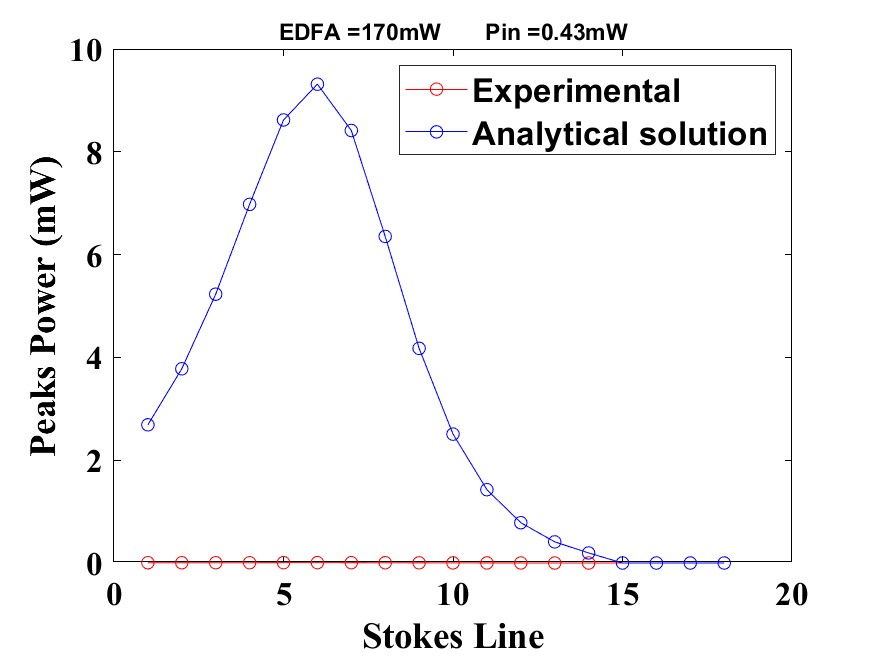 EDFA =170mW Pin =0.43mW
Experimental
Analytical solution
Peaks Power (mW)
10
8
6
4
2
0
0 5 10 15 20
Stokes Line